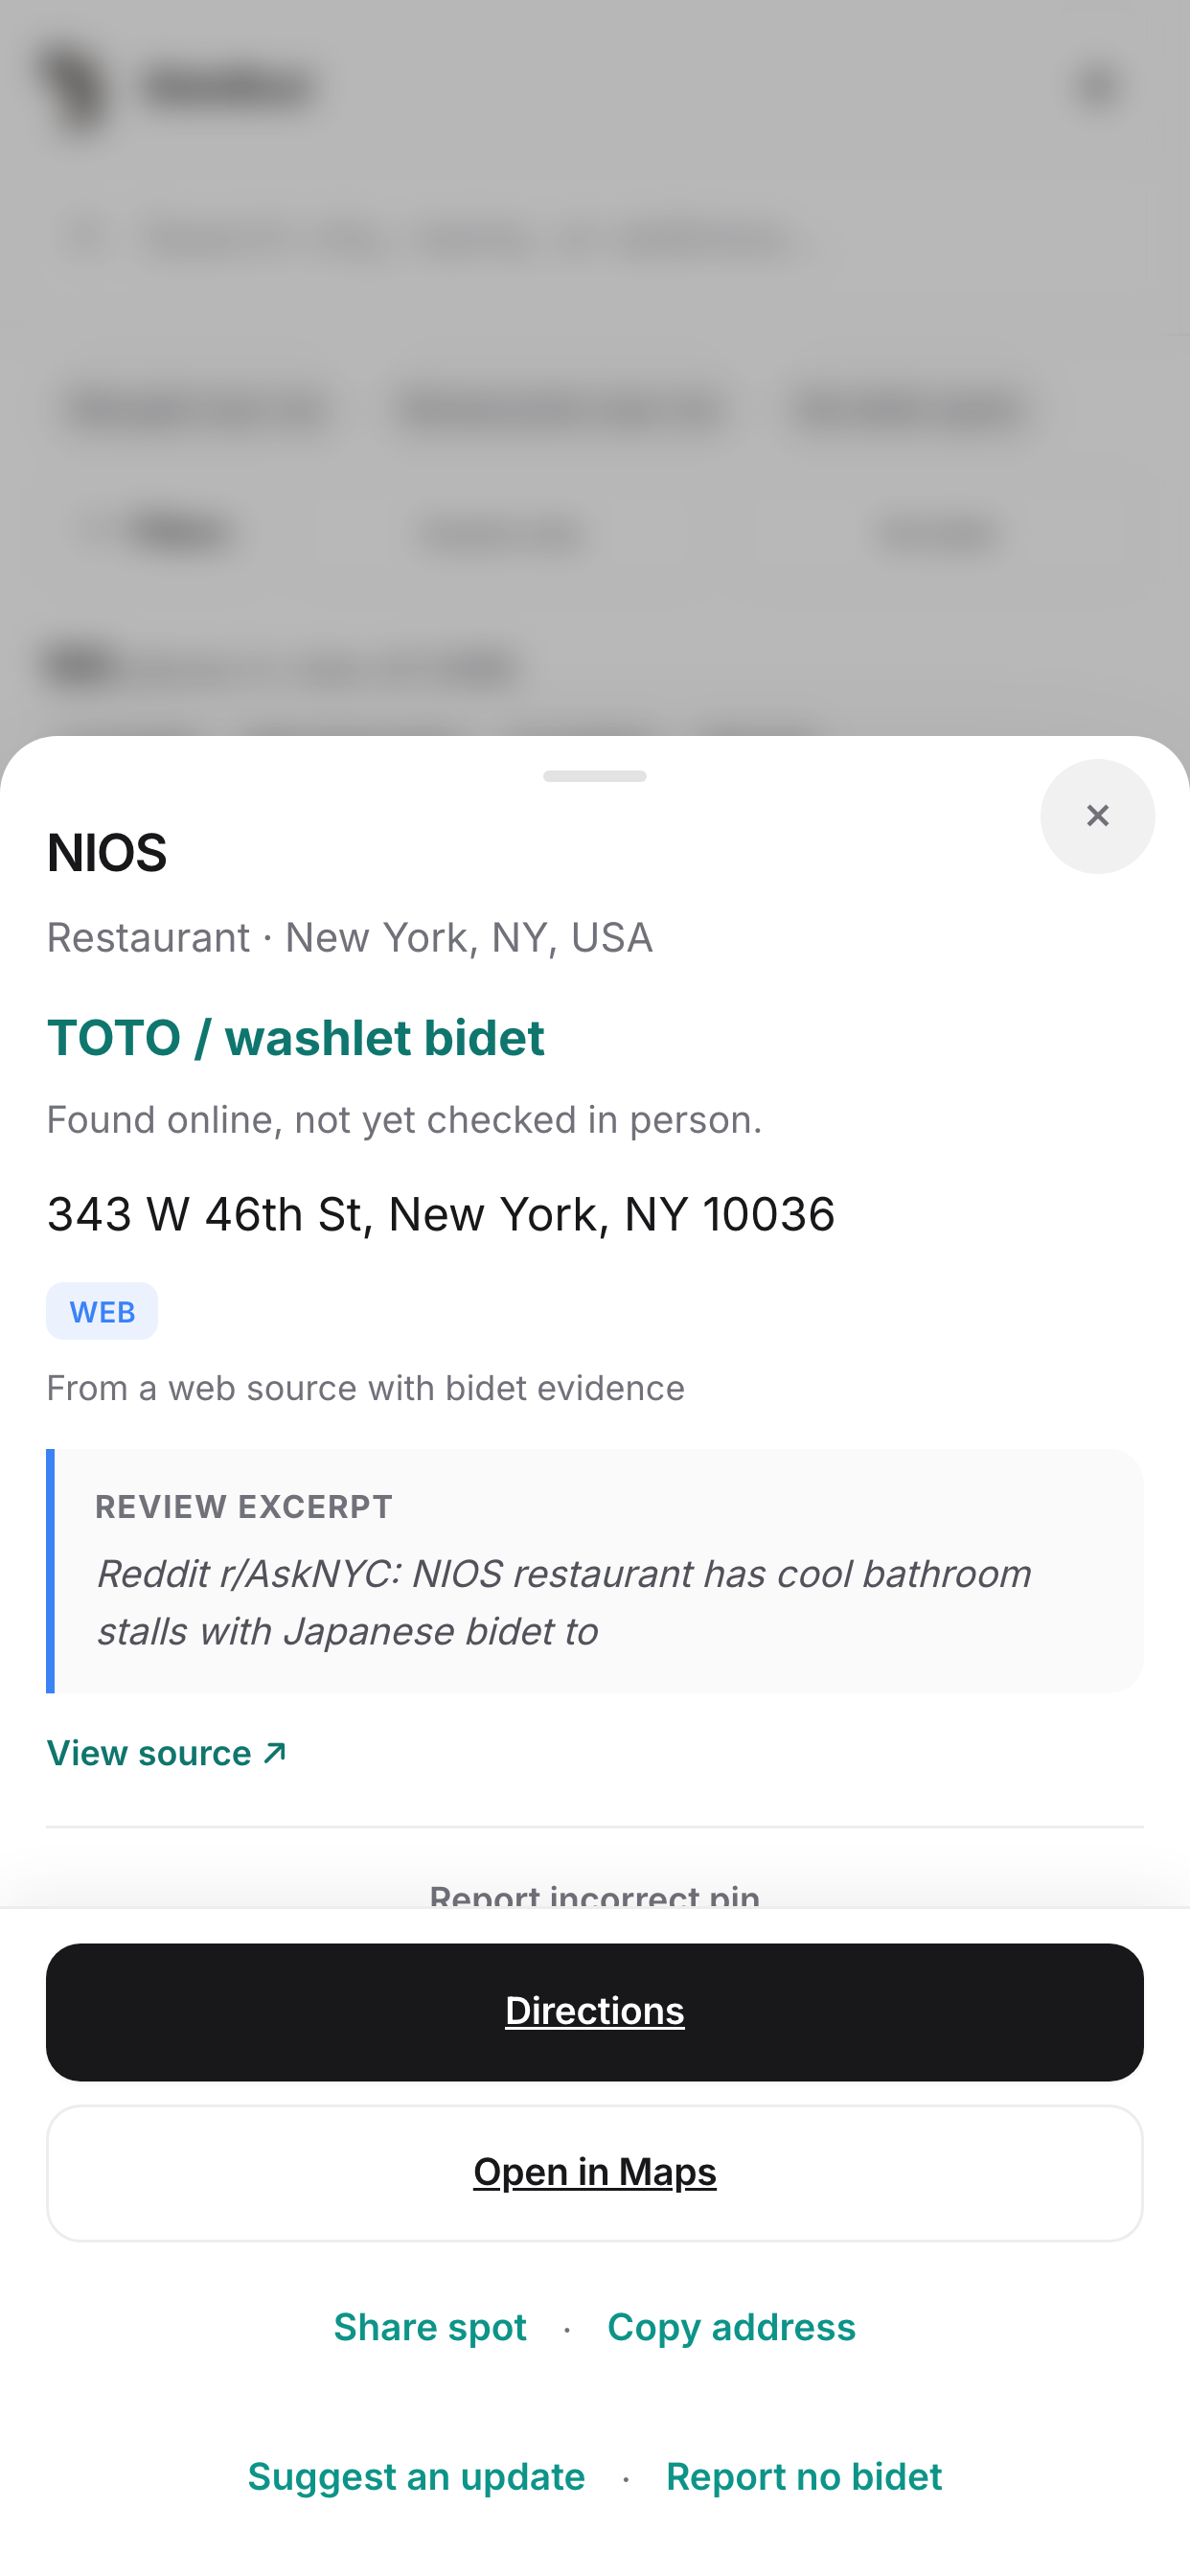 NIOS
Restaurant · New York, NY, USA
TOTO / washlet bidet
Found online, not yet checked in person.
343 W 46th St, New York, NY 10036
WEB
From a web source with bidet evidence
REVIEW EXCERPT
Reddit r/AskNYC: NIOS restaurant has cool bathroom
stalls with Japanese bidet to
View source ↗
Report incorrect pin
Directions
Open in Maps
Share spot · Copy address
Suggest an update · Report no bidet